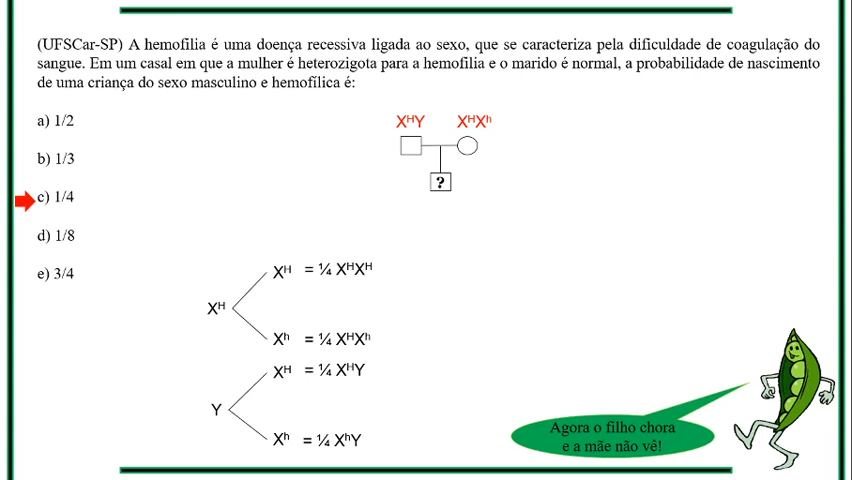 (UFSCar-SP) A hemofilia é uma doença recessiva ligada ao sexo, que se caracteriza pela dificuldade de coagulação do
sangue. Em um casal em que a mulher é heterozigota para a hemofilia e o marido é normal, a probabilidade de nascimento
de uma criança do sexo masculino e hemofílica é:
a) 1/2
XᴴY XᴴXʰ
b) 1/3
?
c) 1/4
d) 1/8
e) 3/4
Xᴴ = ¼ XᴴXᴴ
Xᴴ
Xʰ = ¼ XᴴXʰ
Xᴴ = ¼ XᴴY
Y
Xʰ = ¼ XʰY
Agora o filho chora
e a mãe não vê!